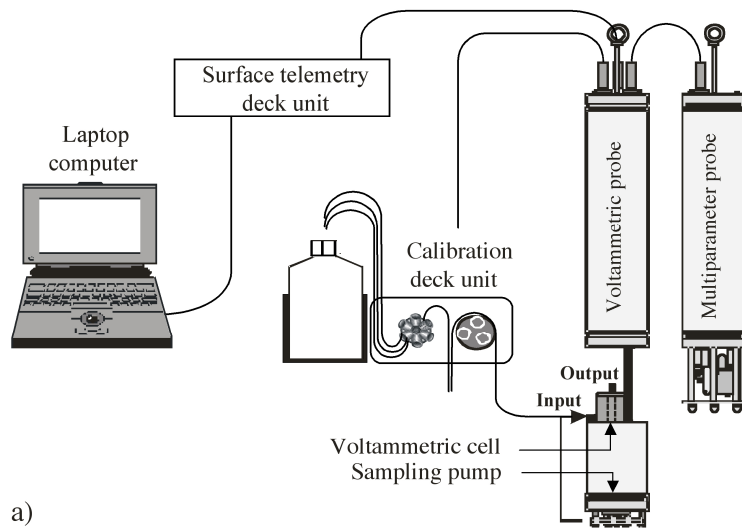 Surface telemetry
deck unit
Laptop
computer
Calibration
deck unit
Voltammetric probe
Multiparameter probe
Output
Input
Voltammetric cell
Sampling pump
a)